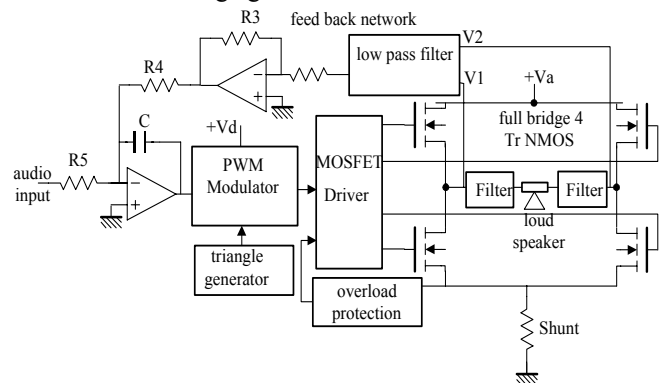 R3
feed back network
V2
R4
low pass filter
V1
+Va
C
+Vd
full bridge 4
Tr NMOS
R5
PWM
Modulator
MOSFET
Driver
audio
input
Filter
Filter
loud
speaker
triangle
generator
overload
protection
Shunt